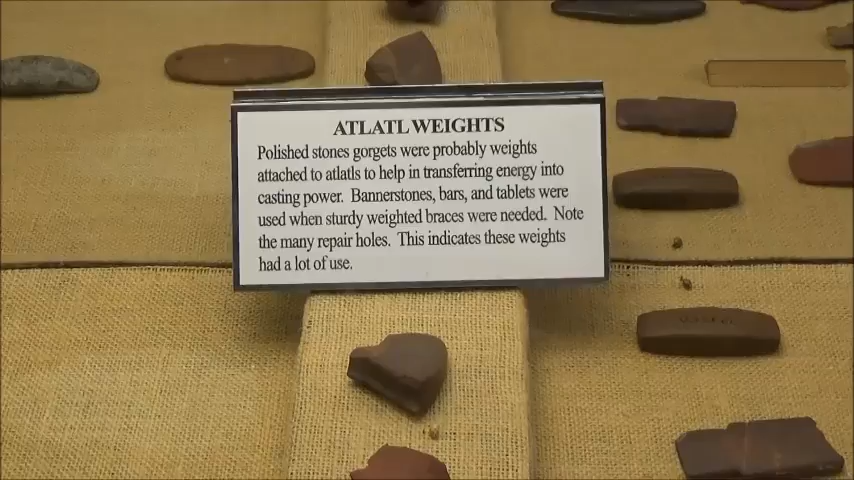 ATLATL WEIGHTS
Polished stones gorgets were probably weights
attached to atlatls to help in transferring energy into
casting power. Bannerstones, bars, and tablets were
used when sturdy weighted braces were needed. Note
the many repair holes. This indicates these weights
had a lot of use.